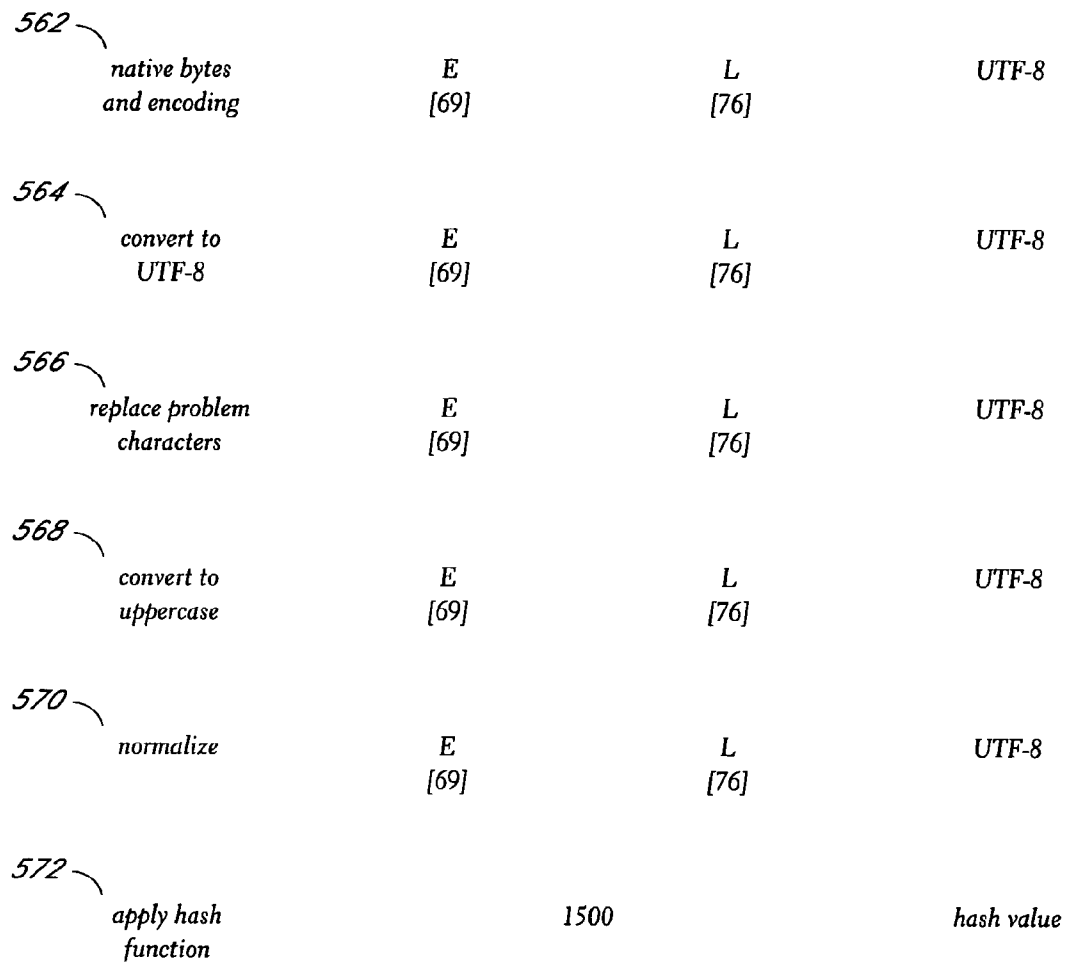 562
native bytes E L UTF-8
and encoding [69] [76]
564
convert to E L UTF-8
UTF-8 [69] [76]
566
replace problem E L UTF-8
characters [69] [76]
568
convert to E L UTF-8
uppercase [69] [76]
570
normalize E L UTF-8
[69] [76]
572
apply hash 1500 hash value
function